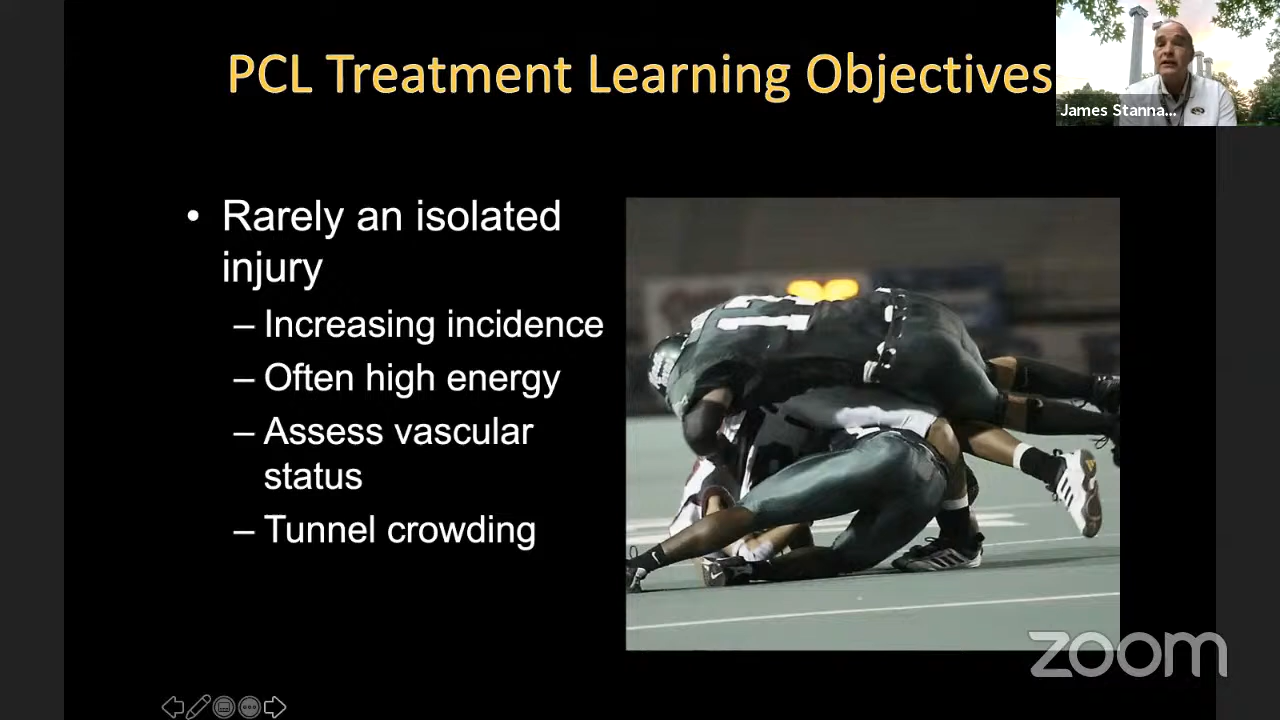 PCL Treatment Learning Objectives
James Stanna...
• Rarely an isolated
injury
– Increasing incidence
– Often high energy
– Assess vascular
status
– Tunnel crowding
zoom